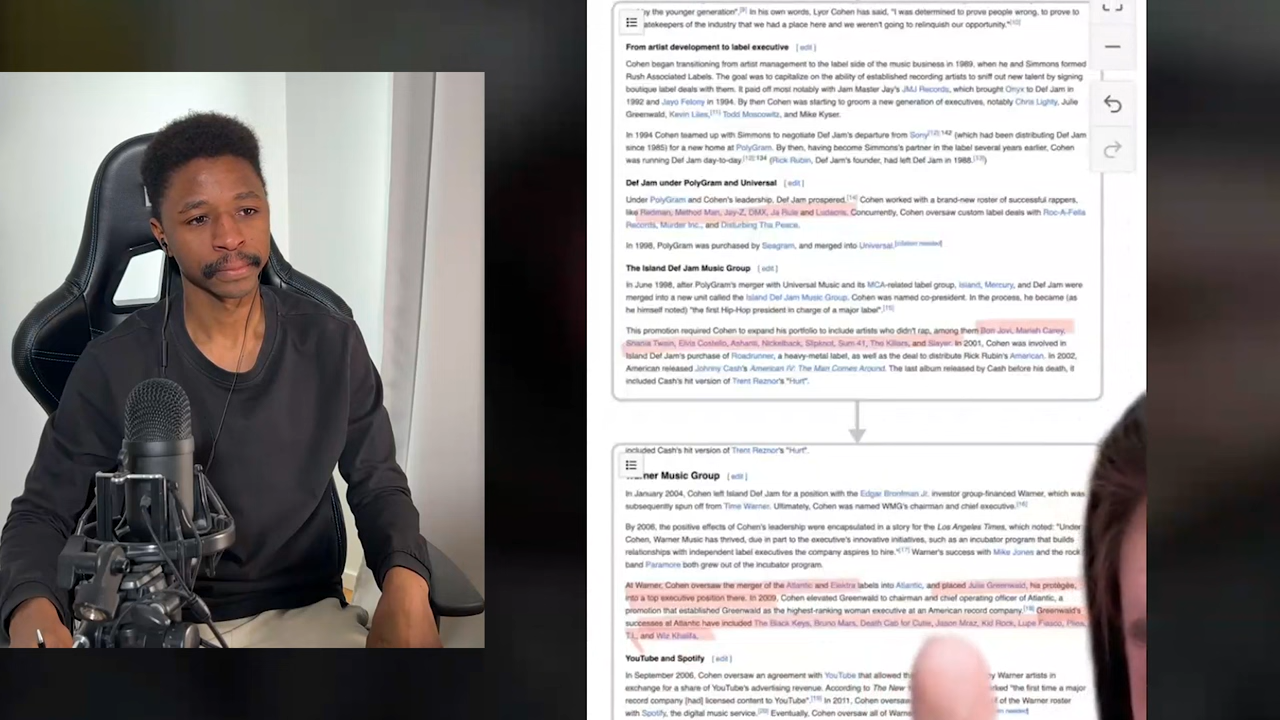 by the younger generation".[9] In his own words, Lyor Cohen has said, "I was determined to prove people wrong, to prove to
atekeepers of the industry that we had a place here and we weren't going to relinquish our opportunity."[10]
From artist development to label executive [edit]
Cohen began transitioning from artist management to the label side of the music business in 1989, when he and Simmons formed
Rush Associated Labels. The goal was to capitalize on the ability of established recording artists to sniff out new talent by signing
boutique label deals with them. It paid off most notably with Jam Master Jay's JMJ Records, which brought Onyx to Def Jam in
1992 and Jayo Felony in 1994. By then Cohen was starting to groom a new generation of executives, notably Chris Lighty, Julie
Greenwald, Kevin Liles,[11] Todd Moscowitz, and Mike Kyser.
In 1994 Cohen teamed up with Simmons to negotiate Def Jam's departure from Sony[12]:142 (which had been distributing Def Jam
since 1985) for a new home at PolyGram. By then, having become Simmons's partner in the label several years earlier, Cohen
was running Def Jam day-to-day.[12]:134 (Rick Rubin, Def Jam's founder, had left Def Jam in 1988.[13])
Def Jam under PolyGram and Universal [edit]
Under PolyGram and Cohen's leadership, Def Jam prospered.[14] Cohen worked with a brand-new roster of successful rappers,
like Redman, Method Man, Jay-Z, DMX, Ja Rule and Ludacris. Concurrently, Cohen oversaw custom label deals with Roc-A-Fella
Records, Murder Inc., and Disturbing Tha Peace.
In 1998, PolyGram was purchased by Seagram, and merged into Universal.[citation needed]
The Island Def Jam Music Group [edit]
In June 1998, after PolyGram's merger with Universal Music and its MCA-related label group, Island, Mercury, and Def Jam were
merged into a new unit called the Island Def Jam Music Group. Cohen was named co-president. In the process, he became (as
he himself noted) "the first Hip-Hop president in charge of a major label".[15]
This promotion required Cohen to expand his portfolio to include artists who didn't rap, among them Bon Jovi, Mariah Carey,
Shania Twain, Elvis Costello, Ashanti, Nickelback, Slipknot, Sum 41, The Killers, and Slayer. In 2001, Cohen was involved in
Island Def Jam's purchase of Roadrunner, a heavy-metal label, as well as the deal to distribute Rick Rubin's American. In 2002,
American released Johnny Cash's American IV: The Man Comes Around. The last album released by Cash before his death, it
included Cash's hit version of Trent Reznor's "Hurt".
included Cash's hit version of Trent Reznor's "Hurt".
rner Music Group [edit]
In January 2004, Cohen left Island Def Jam for a position with the Edgar Bronfman Jr. investor group-financed Warner, which was
subsequently spun off from Time Warner. Ultimately, Cohen was named WMG's chairman and chief executive.[16]
By 2008, the positive effects of Cohen's leadership were encapsulated in a story for the Los Angeles Times, which noted: "Under
Cohen, Warner Music has thrived, due in part to the executive's innovative initiatives, such as an incubator program that builds
relationships with independent label executives the company aspires to hire."[17] Warner's success with Mike Jones and the rock
band Paramore both grew out of the incubator program.
At Warner, Cohen oversaw the merger of the Atlantic and Elektra labels into Atlantic, and placed Julie Greenwald, his protégée,
into a top executive position there. In 2009, Cohen elevated Greenwald to chairman and chief operating officer of Atlantic, a
promotion that established Greenwald as the highest-ranking woman executive at an American record company.[18] Greenwald's
successes at Atlantic have included The Black Keys, Bruno Mars, Death Cab for Cutie, Jason Mraz, Kid Rock, Lupe Fiasco, Plies,
T.I., and Wiz Khalifa.
YouTube and Spotify [edit]
In September 2006, Cohen oversaw an agreement with YouTube that allowed th y Warner artists in
exchange for a share of YouTube's advertising revenue. According to The New rked "the first time a major
record company [had] licensed content to YouTube".[19] In 2011, Cohen oversaw of the Warner roster
with Spotify, the digital music service.[20] Eventually, Cohen oversaw all of Warne